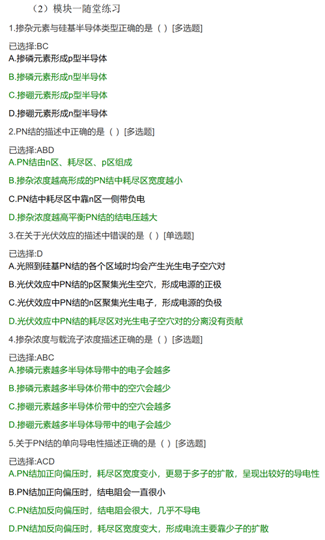 （2）模块一随堂练习
1.掺杂元素与硅基半导体类型正确的是（ ）[多选题]
已选择:BC
A.掺磷元素形成p型半导体
B.掺磷元素形成n型半导体
C.掺硼元素形成p型半导体
D.掺硼元素形成n型半导体
2.PN结的描述中正确的是（ ）[多选题]
已选择:ABD
A.PN结由n区、耗尽区、p区组成
B.掺杂浓度越高形成的PN结中耗尽区宽度越小
C.PN结中耗尽区中靠n区一侧带负电
D.掺杂浓度越高平衡PN结的结电压越大
3.在关于光伏效应的描述中错误的是（ ）[单选题]
已选择:D
A.光照到硅基PN结的各个区域时均会产生光生电子空穴对
B.光伏效应中PN结的p区聚集光生空穴，形成电源的正极
C.光伏效应中PN结的n区聚集光生电子，形成电源的负极
D.光伏效应中PN结的耗尽区对光生电子空穴对的分离没有贡献
4.掺杂浓度与载流子浓度描述正确的是（ ）[多选题]
已选择:ABC
A.掺磷元素越多半导体导带中的电子会越多
B.掺磷元素越多半导体价带中的空穴会越少
C.掺硼元素越多半导体价带中的空穴会越多
D.掺硼元素越多半导体导带中的电子会越少
5.关于PN结的单向导电性描述正确的是（ ）[多选题]
已选择:ACD
A.PN结加正向偏压时，耗尽区宽度变小，更易于多子的扩散，呈现出较好的导电性
B.PN结加正向偏压时，结电阻会一直很小
C.PN结加反向偏压时，结电阻会很大，几乎不导电
D.PN结加反向偏压时，耗尽区宽度变大，形成电流主要靠少子的扩散